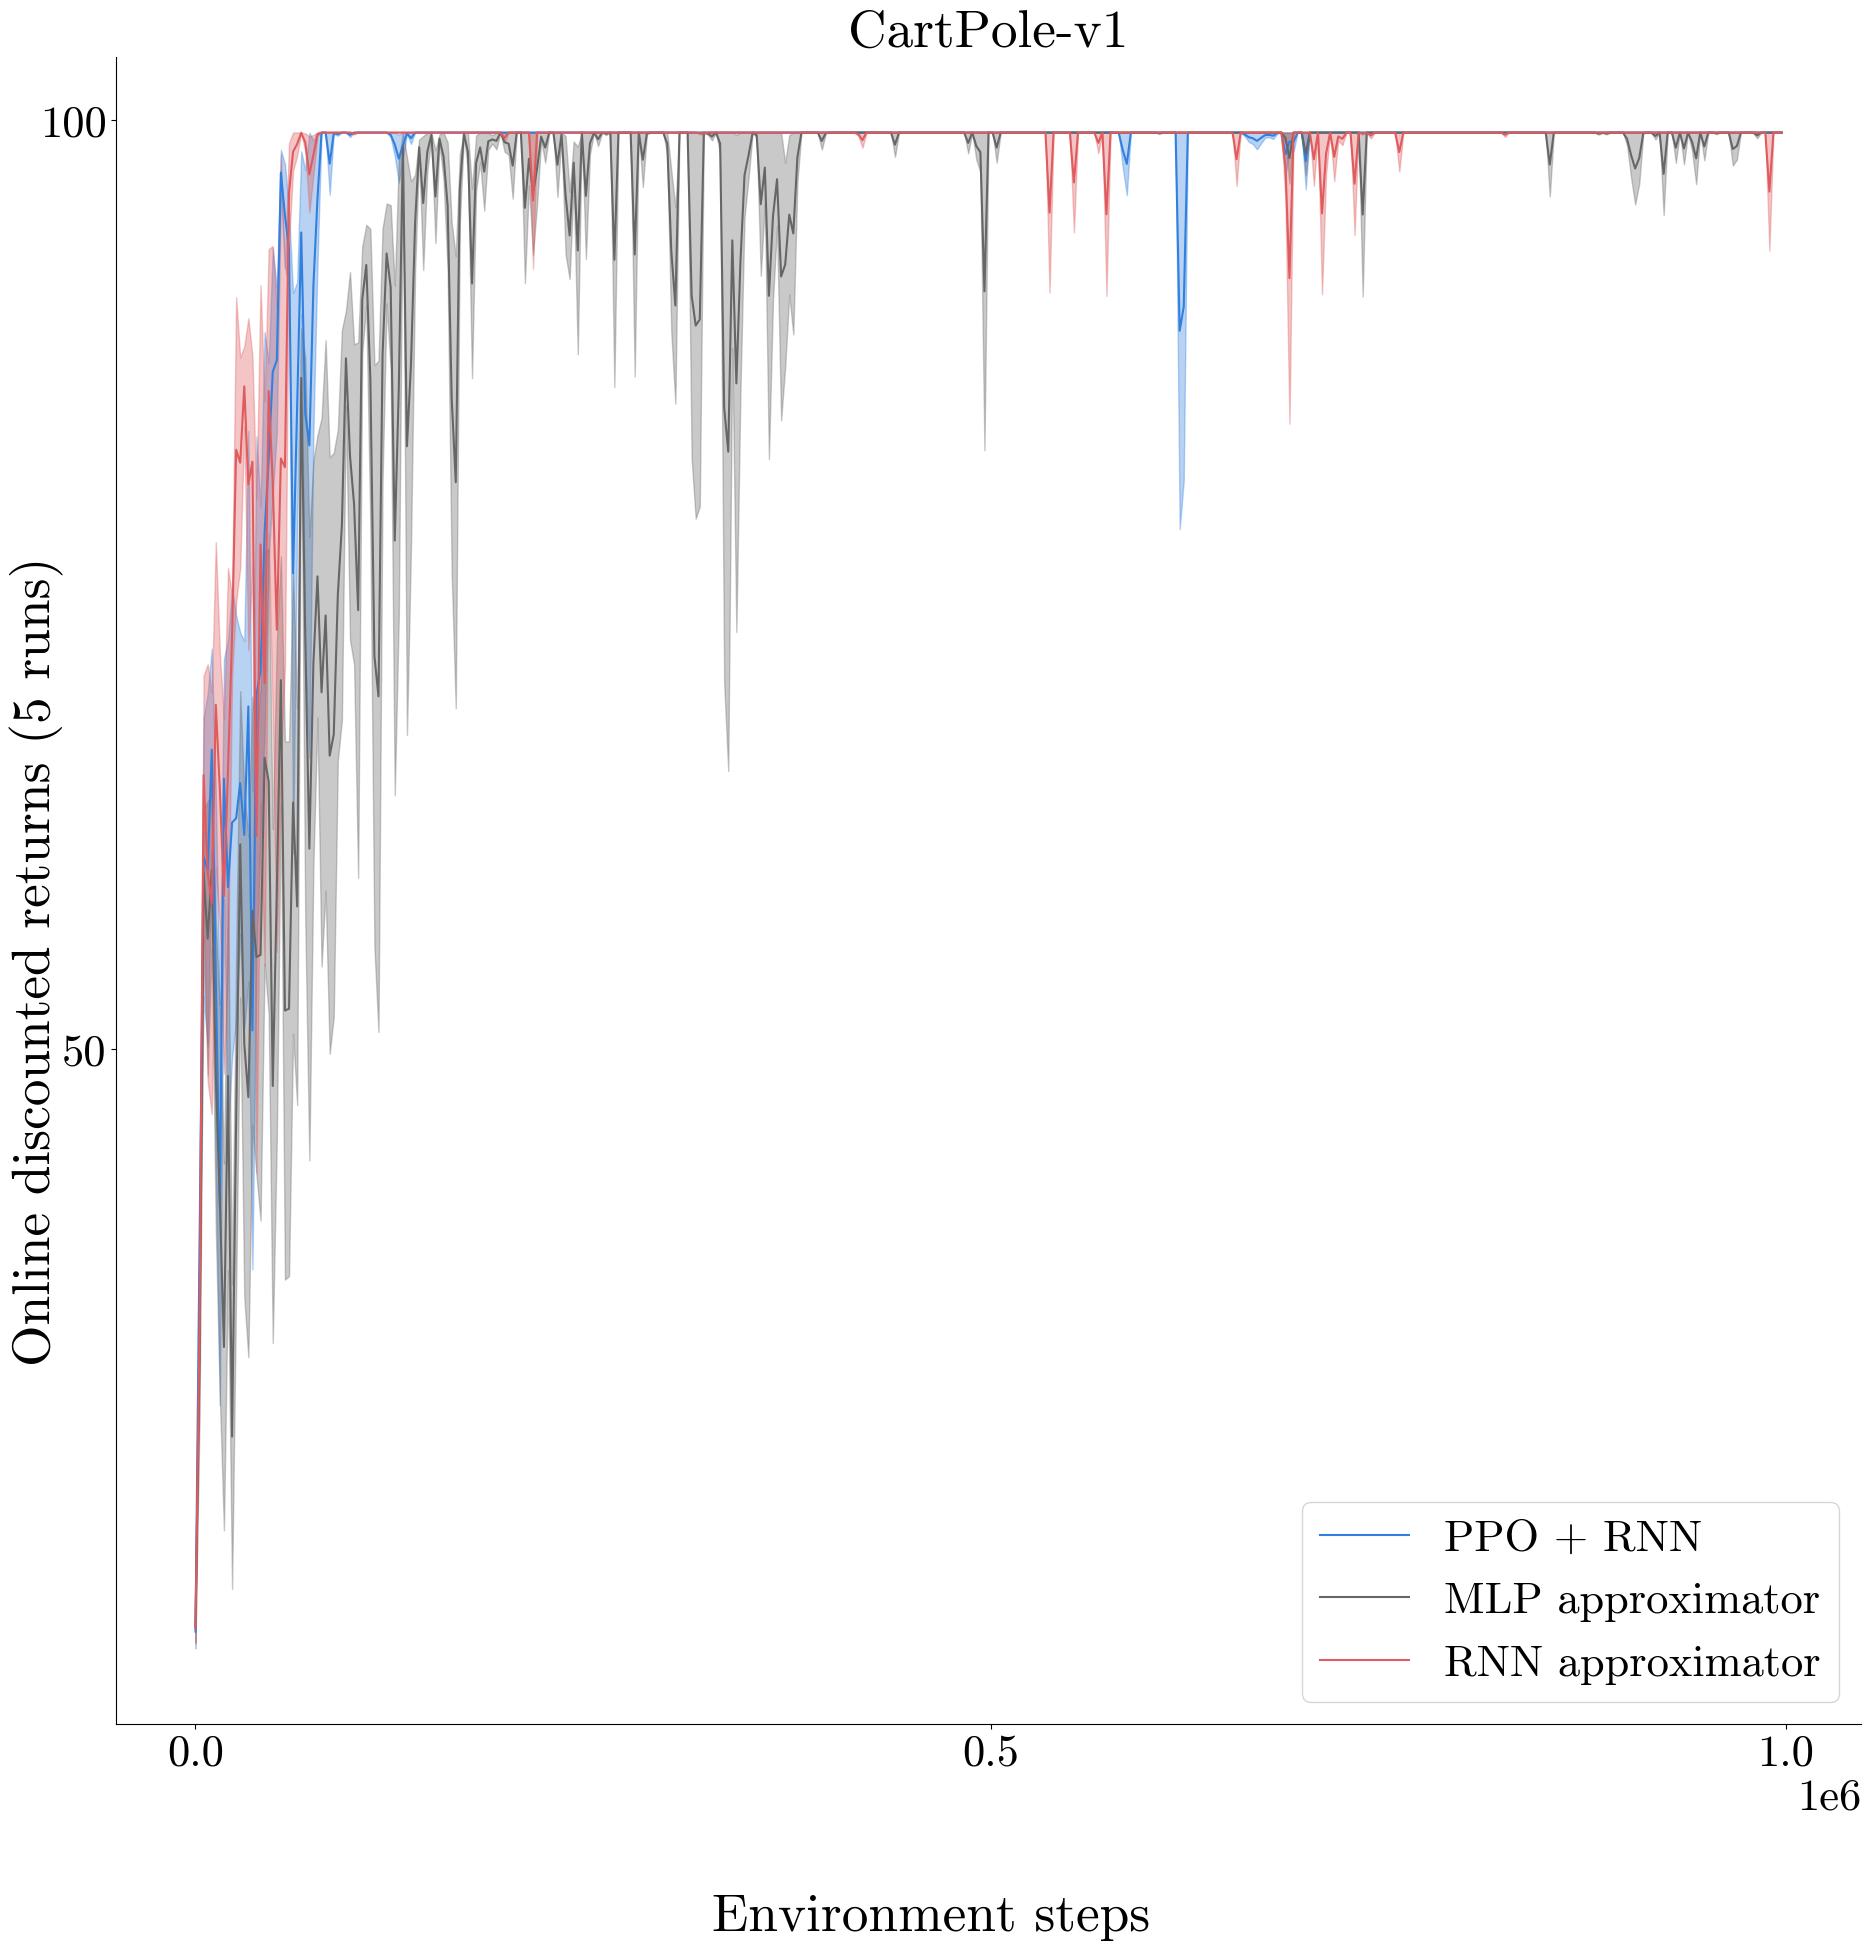 CartPole-v1
100
50
Online discounted returns (5 runs)
PPO + RNN
MLP approximator
RNN approximator
0.0
0.5
1.0
1e6
Environment steps